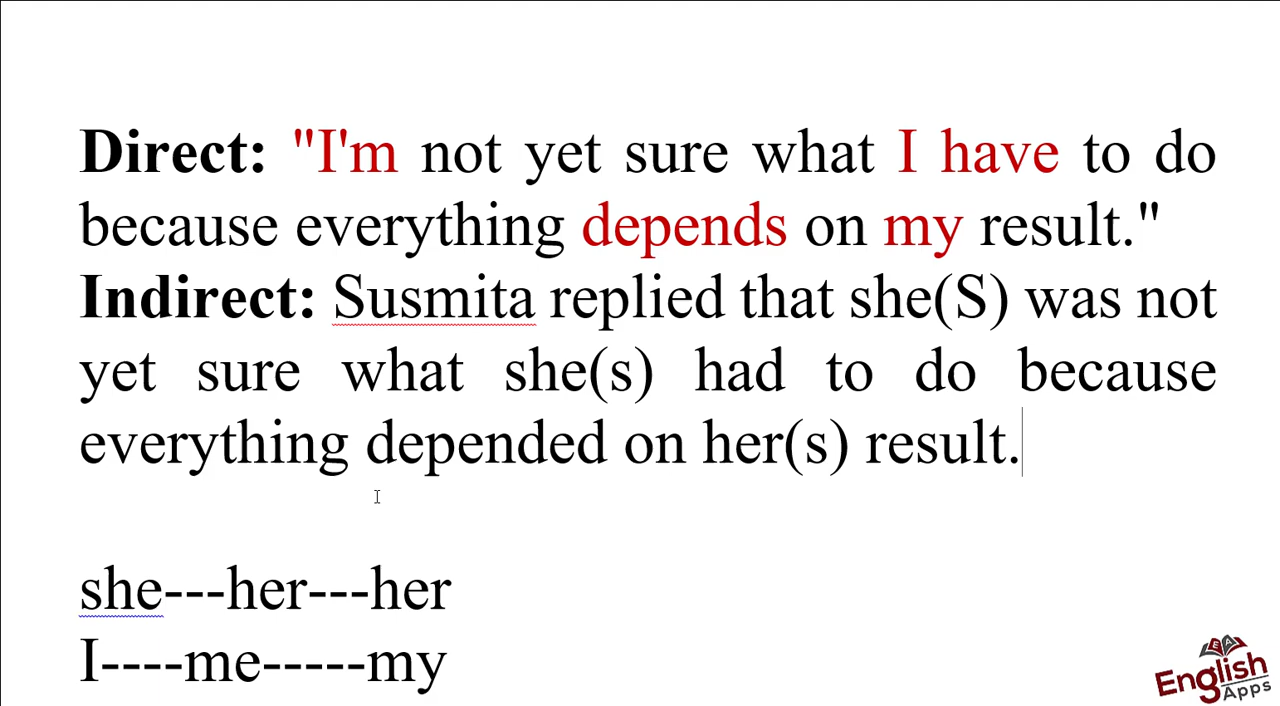 Direct: "I'm not yet sure what I have to do
because everything depends on my result."
Indirect: Susmita replied that she(S) was not
yet sure what she(s) had to do because
everything depended on her(s) result.
she---her---her
I----me-----my
EA
English
Apps